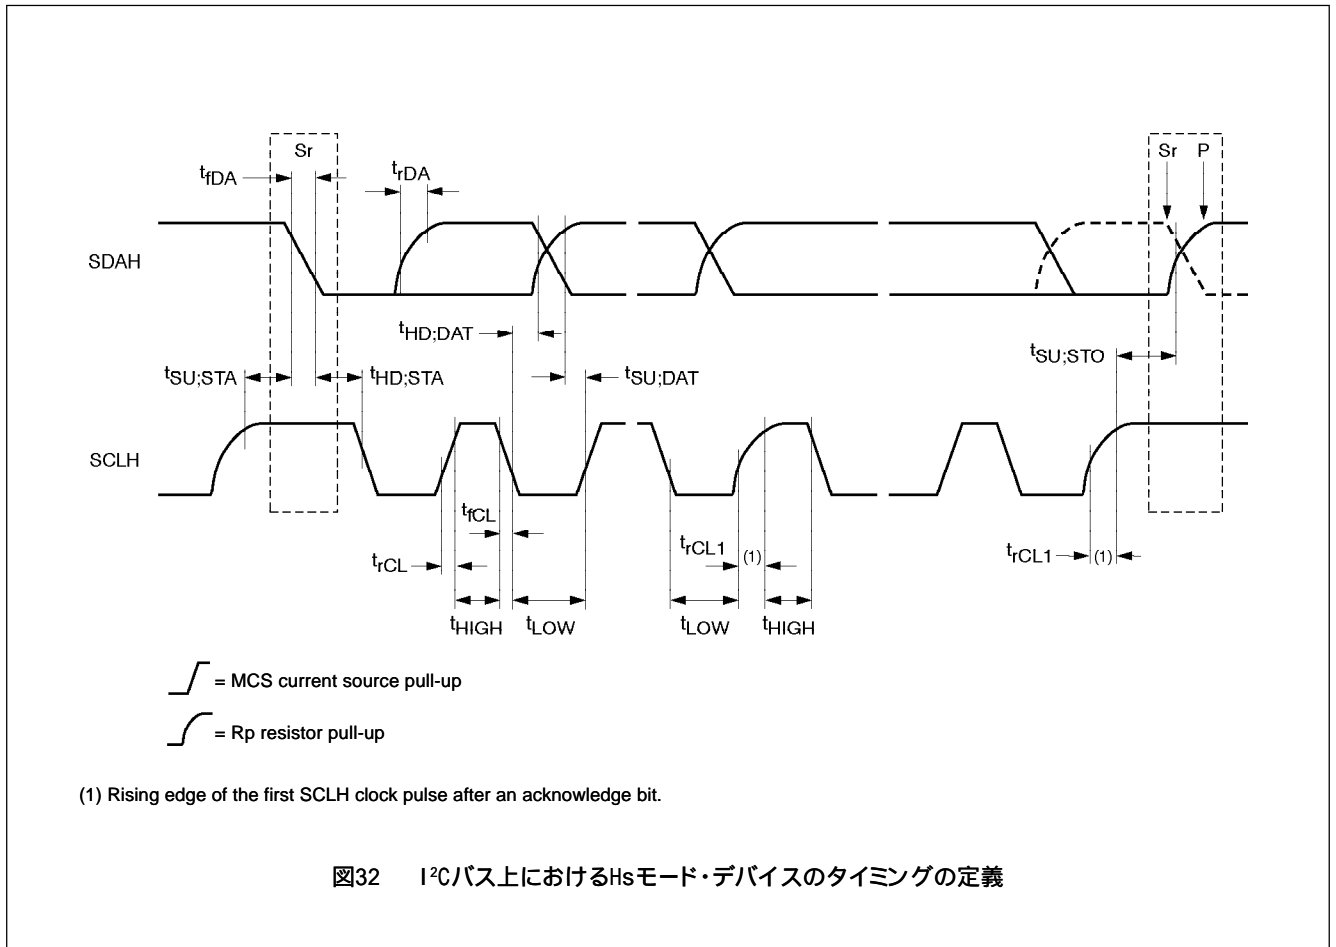 Sr
tfDA
trDA
Sr P
SDAH
tHD;DAT
tSU;STO
tSU;STA
tHD;STA
tSU;DAT
SCLH
tfCL
trCL
trCL1
(1)
trCL1
(1)
tHIGH
tLOW
tLOW
tHIGH
= MCS current source pull-up
= Rp resistor pull-up
(1) Rising edge of the first SCLH clock pulse after an acknowledge bit.
図32 I²Cバス上におけるHsモード・デバイスのタイミングの定義